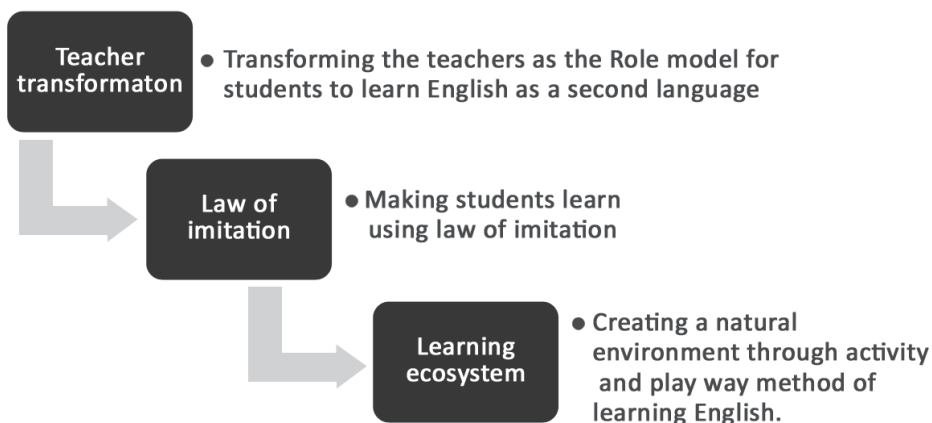 Teacher
transformaton
● Transforming the teachers as the Role model for
students to learn English as a second language
Law of
imitation
● Making students learn
using law of imitation
Learning
ecosystem
● Creating a natural
environment through activity
and play way method of
learning English.